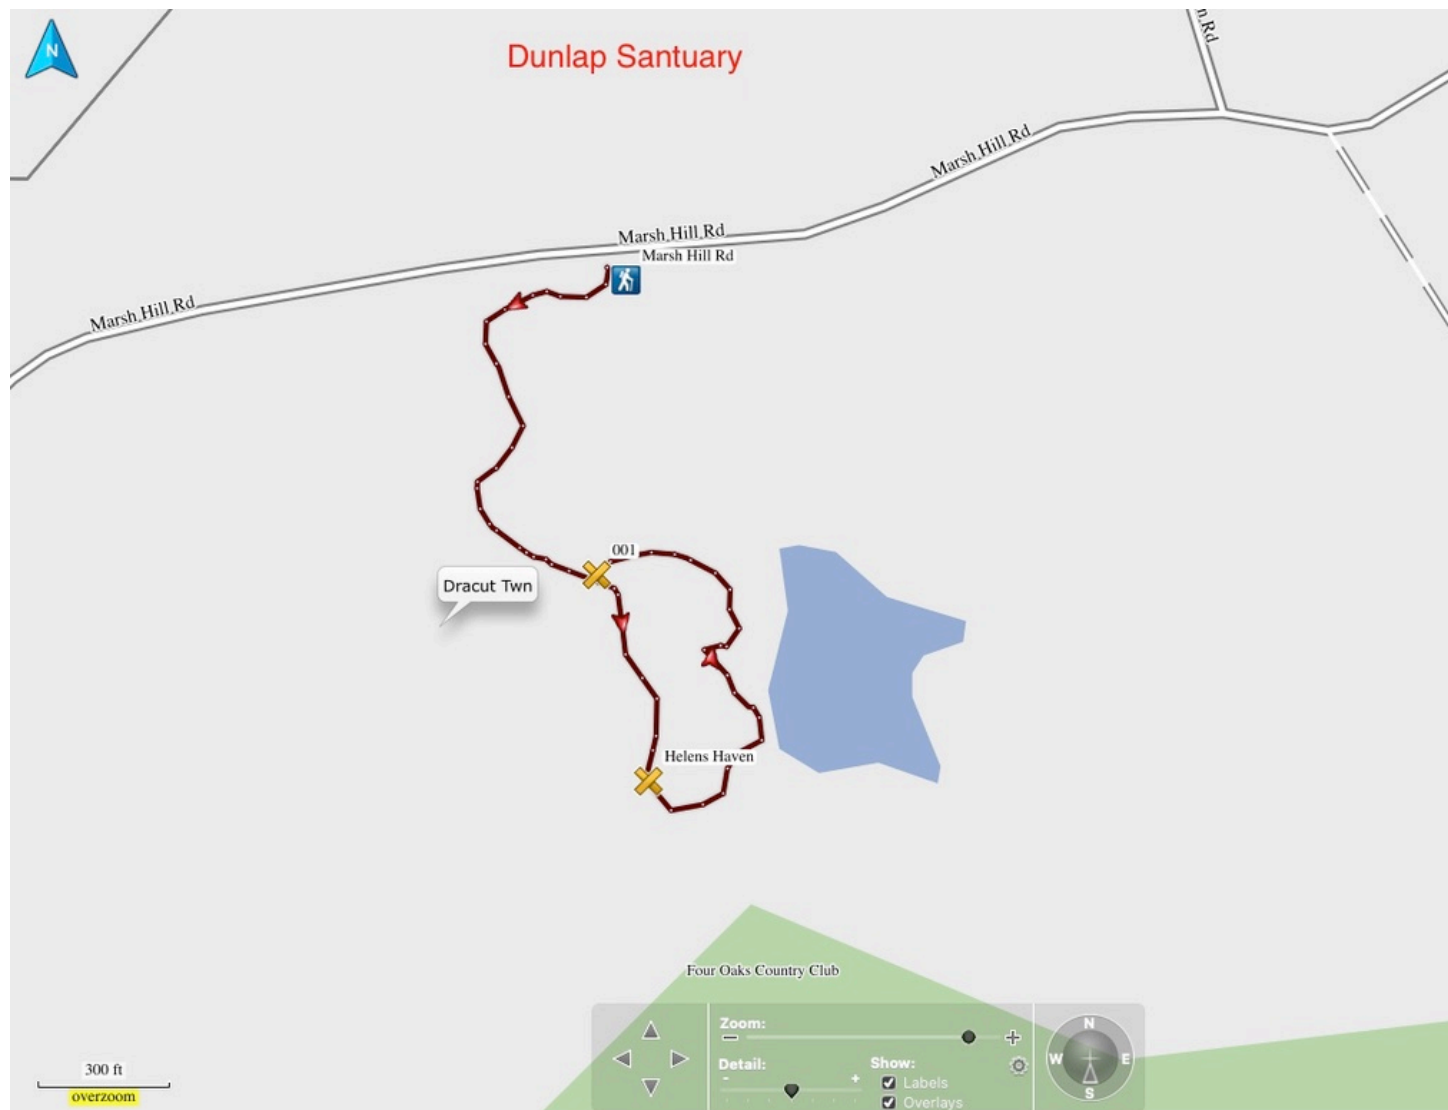 N
Dunlap Santuary
n Rd
Marsh Hill Rd
Marsh Hill Rd
Marsh Hill Rd
Marsh Hill Rd
001
Dracut Twn
Helens Haven
Four Oaks Country Club
Zoom:
Detail:
- +
Show:
Labels
Overlays
N
W E
S
300 ft
overzoom